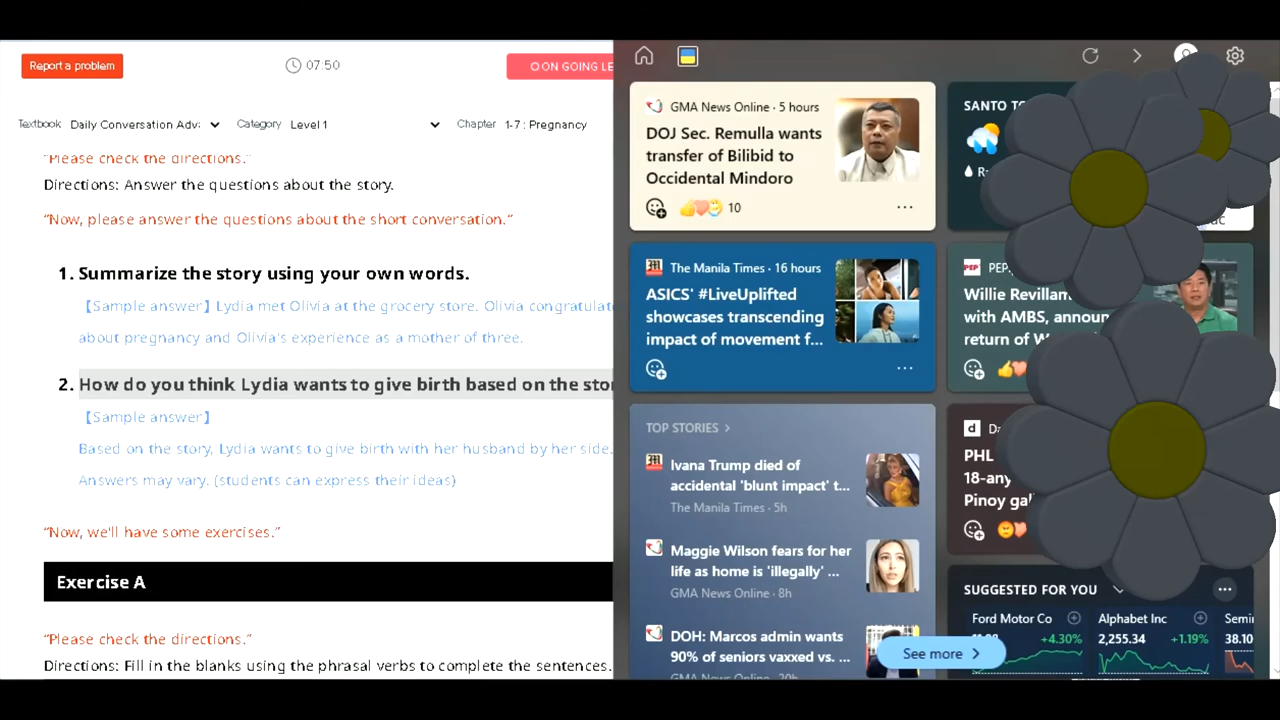 Report a problem
07:50
ON GOING LE
Textbook Daily Conversation Adv: Category Level 1 Chapter 1-7 : Pregnancy
"Please check the directions."
Directions: Answer the questions about the story.
"Now, please answer the questions about the short conversation."
1. Summarize the story using your own words.
【Sample answer】Lydia met Olivia at the grocery store. Olivia congratulate
about pregnancy and Olivia's experience as a mother of three.
2. How do you think Lydia wants to give birth based on the stor
【Sample answer】
Based on the story, Lydia wants to give birth with her husband by her side.
Answers may vary. (students can express their ideas)
"Now, we'll have some exercises."
Exercise A
"Please check the directions."
Directions: Fill in the blanks using the phrasal verbs to complete the sentences.
GMA News Online · 5 hours
DOJ Sec. Remulla wants
transfer of Bilibid to
Occidental Mindoro
10
The Manila Times · 16 hours
ASICS' #LiveUplifted
showcases transcending
impact of movement f...
TOP STORIES
Ivana Trump died of
accidental 'blunt impact' t...
The Manila Times · 5h
Maggie Wilson fears for her
life as home is 'illegally' ...
GMA News Online · 8h
DOH: Marcos admin wants
90% of seniors vaxxed vs. ...
GMA News Online · 20h
See more
SANTO TO
PEP
Willie Revillam
with AMBS, announ
return of W
PHL
18-any
Pinoy gal
SUGGESTED FOR YOU
Ford Motor Co
+4.30%
Alphabet Inc
2,255.34 +1.19%
Semi
38.10